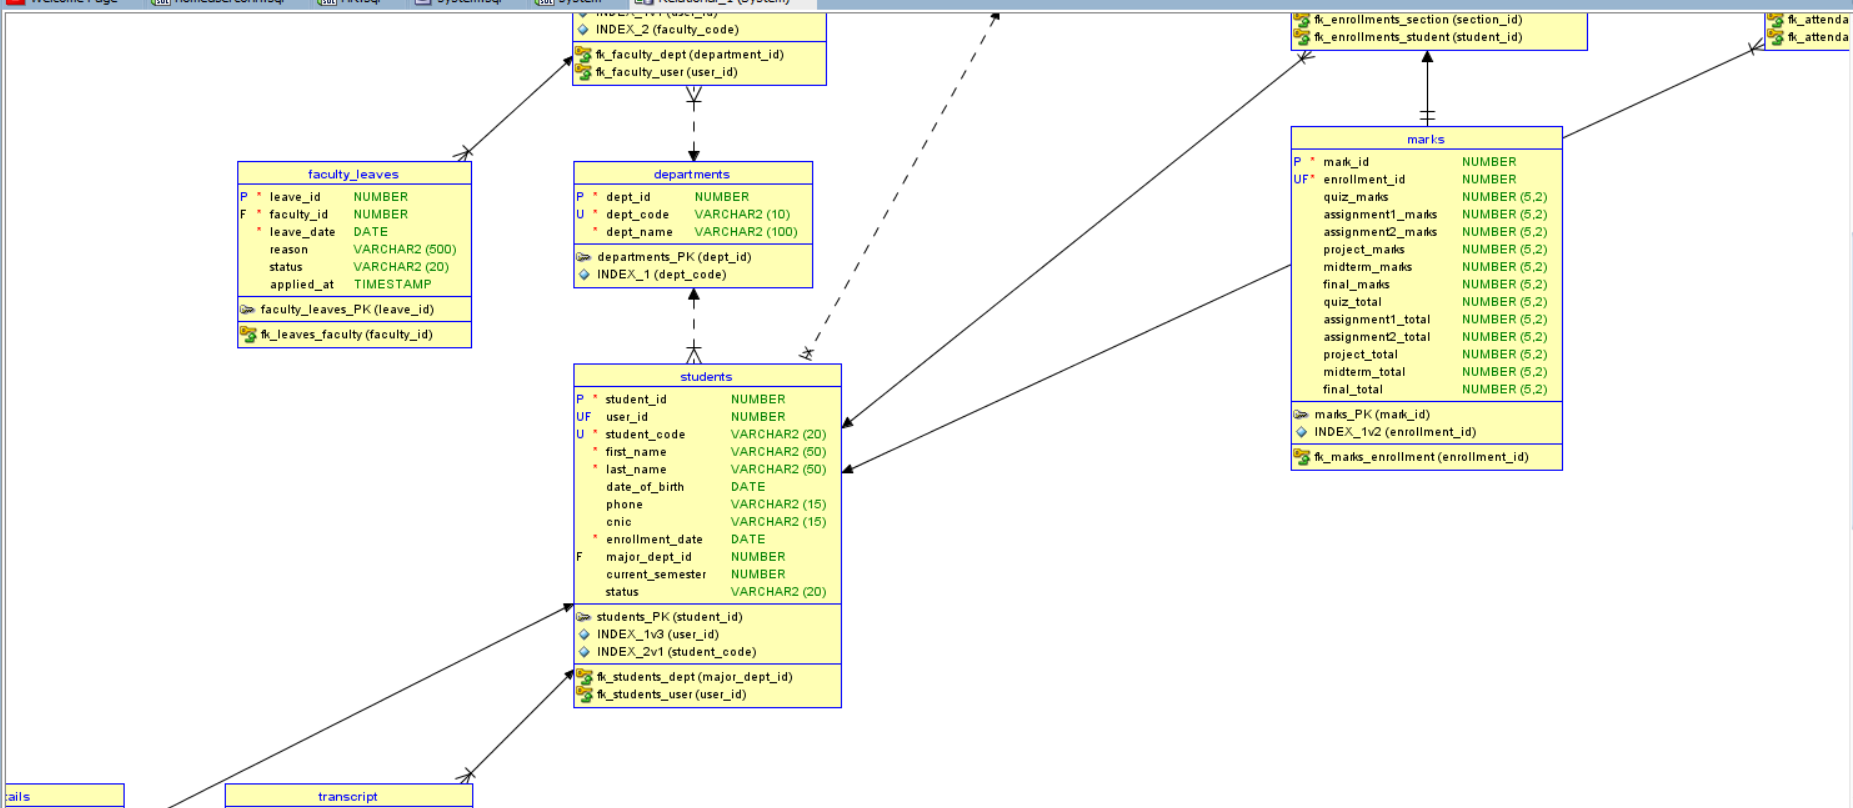 Welcome Page
Relational_1 (System)
INDEX_1v1 (user_id)
INDEX_2 (faculty_code)
fk_faculty_dept (department_id)
fk_faculty_user (user_id)
fk_enrollments_section (section_id)
fk_enrollments_student (student_id)
fk_attenda
fk_attenda
faculty_leaves
P * leave_id NUMBER
F * faculty_id NUMBER
* leave_date DATE
reason VARCHAR2 (500)
status VARCHAR2 (20)
applied_at TIMESTAMP
faculty_leaves_PK (leave_id)
fk_leaves_faculty (faculty_id)
departments
P * dept_id NUMBER
U * dept_code VARCHAR2 (10)
* dept_name VARCHAR2 (100)
departments_PK (dept_id)
INDEX_1 (dept_code)
marks
P * mark_id NUMBER
UF * enrollment_id NUMBER
quiz_marks NUMBER (5,2)
assignment1_marks NUMBER (5,2)
assignment2_marks NUMBER (5,2)
project_marks NUMBER (5,2)
midterm_marks NUMBER (5,2)
final_marks NUMBER (5,2)
quiz_total NUMBER (5,2)
assignment1_total NUMBER (5,2)
assignment2_total NUMBER (5,2)
project_total NUMBER (5,2)
midterm_total NUMBER (5,2)
final_total NUMBER (5,2)
marks_PK (mark_id)
INDEX_1v2 (enrollment_id)
fk_marks_enrollment (enrollment_id)
students
P * student_id NUMBER
UF user_id NUMBER
U * student_code VARCHAR2 (20)
* first_name VARCHAR2 (50)
* last_name VARCHAR2 (50)
date_of_birth DATE
phone VARCHAR2 (15)
cnic VARCHAR2 (15)
* enrollment_date DATE
F major_dept_id NUMBER
current_semester NUMBER
status VARCHAR2 (20)
students_PK (student_id)
INDEX_1v3 (user_id)
INDEX_2v1 (student_code)
fk_students_dept (major_dept_id)
fk_students_user (user_id)
tails
transcript